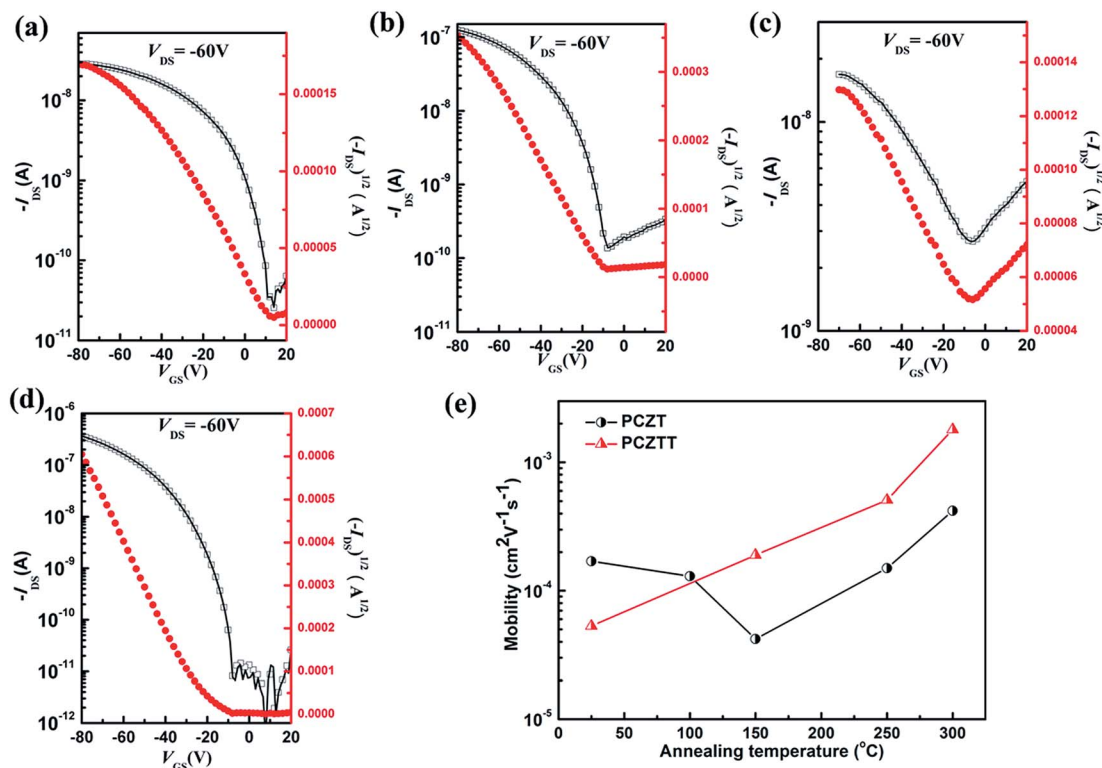 (a)
V_DS = -60V
10^-8
10^-9
10^-10
10^-11
-I_DS(A)
0.00015
0.00010
0.00005
0.00000
(-I_DS)^1/2 ( A^1/2)
-80 -60 -40 -20 0 20
V_GS(V)
(b)
V_DS = -60V
10^-7
10^-8
10^-9
10^-10
10^-11
-I_DS(A)
0.0003
0.0002
0.0001
0.0000
(-I_DS)^1/2 ( A^1/2)
-80 -60 -40 -20 0 20
V_GS(V)
(c)
V_DS = -60V
10^-8
10^-9
-I_DS(A)
0.00014
0.00012
0.00010
0.00008
0.00006
0.00004
(-I_DS)^1/2 ( A^1/2)
-80 -60 -40 -20 0 20
V_GS(V)
(d)
V_DS = -60V
10^-6
10^-7
10^-8
10^-9
10^-10
10^-11
10^-12
-I_DS(A)
0.0007
0.0006
0.0005
0.0004
0.0003
0.0002
0.0001
0.0000
(-I_DS)^1/2 ( A^1/2)
-80 -60 -40 -20 0 20
V_GS(V)
(e)
PCZT
PCZTT
10^-3
10^-4
10^-5
Mobility (cm^2V^-1s^-1)
0 50 100 150 200 250 300
Annealing temperature (°C)